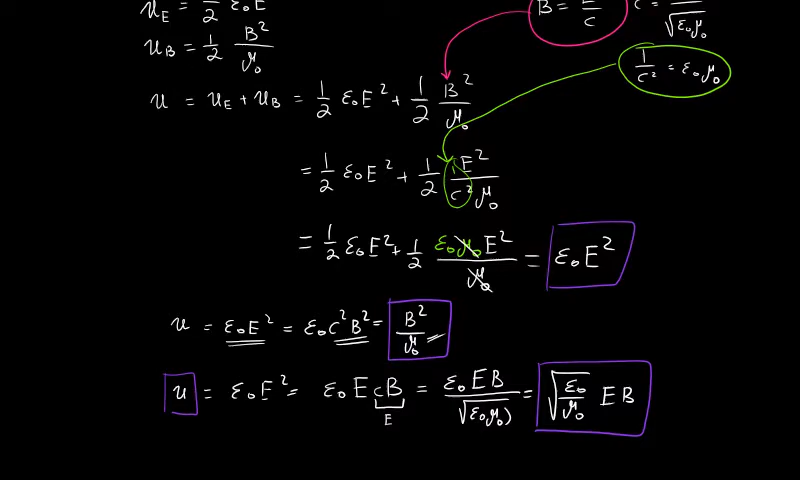 u_E = 1/2 ε₀E
B = E/c c = 1/√(ε₀μ₀)
u_B = 1/2 B²/μ₀
1/c² = ε₀μ₀
u = u_E + u_B = 1/2 ε₀E² + 1/2 B²/μ₀
= 1/2 ε₀E² + 1/2 E²/(c²μ₀)
= 1/2 ε₀E² + 1/2 ε₀μ₀E²/μ₀ = ε₀E²
u = ε₀E² = ε₀c²B² = B²/μ₀
u = ε₀E² = ε₀EcB = ε₀EB/√(ε₀μ₀) = √(ε₀/μ₀) EB
E